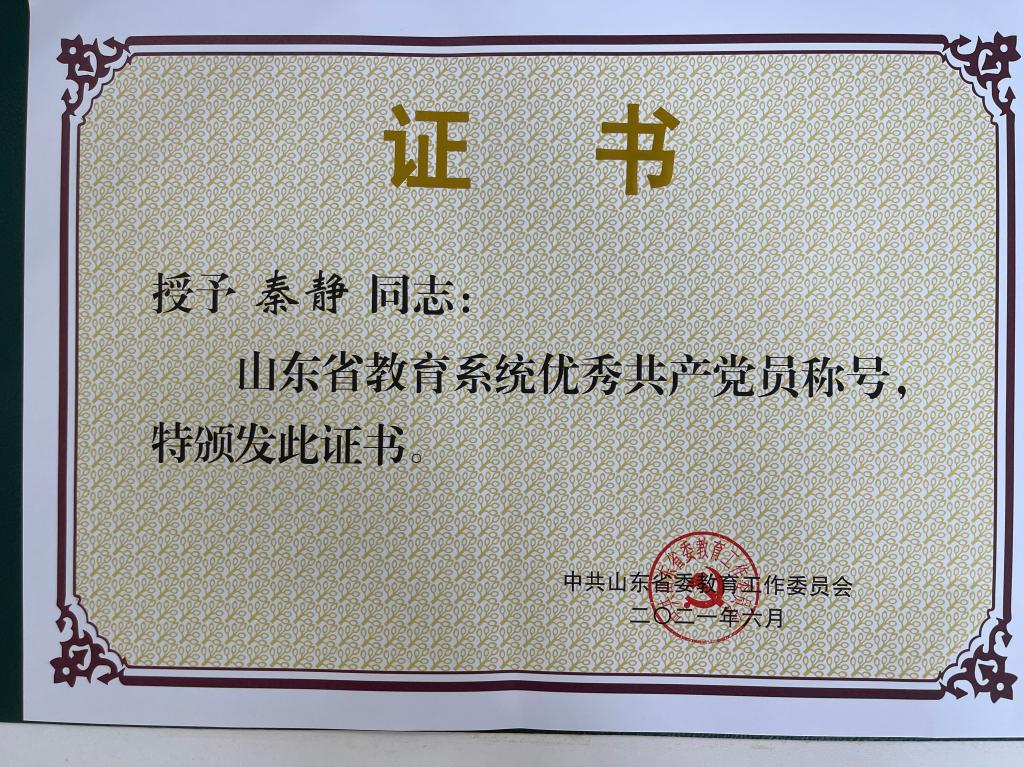 证 书
授予 秦静 同志：
山东省教育系统优秀共产党员称号，
特颁发此证书。
中共山东省委教育工作委员会
二〇二一年六月